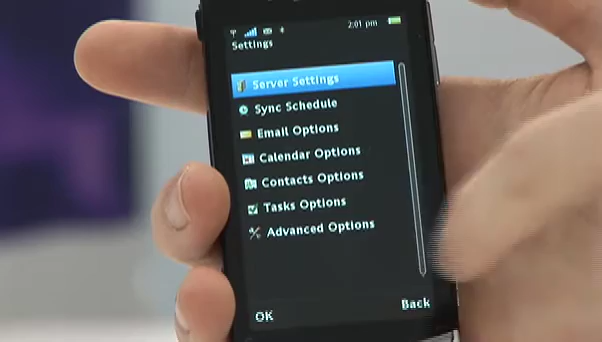 2:01 pm
Settings
Server Settings
Sync Schedule
Email Options
Calendar Options
Contacts Options
Tasks Options
Advanced Options
OK
Back